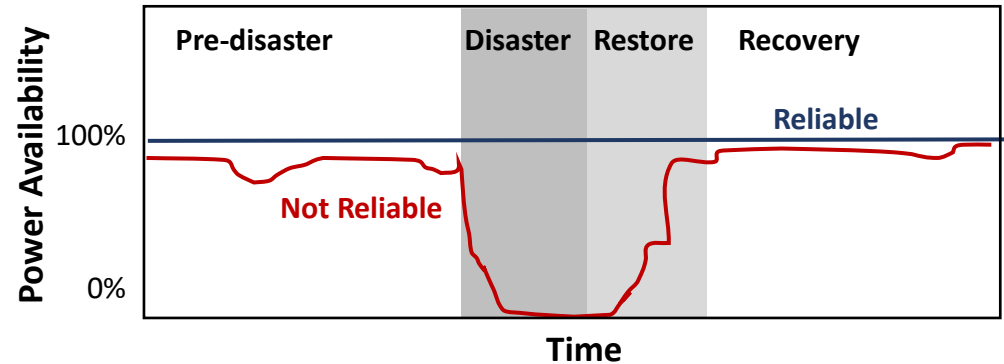 Pre-disaster
Disaster
Restore
Recovery
Power Availability
100%
Reliable
Not Reliable
0%
Time